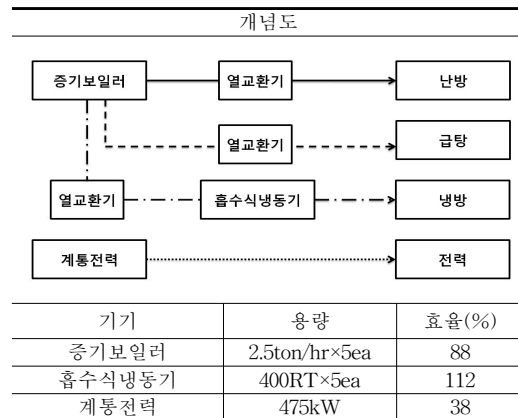 개념도
증기보일러 열교환기 난방
열교환기 급탕
열교환기 흡수식냉동기 냉방
계통전력 전력
기기 용량 효율(%)
증기보일러 2.5ton/hr×5ea 88
흡수식냉동기 400RT×5ea 112
계통전력 475kW 38